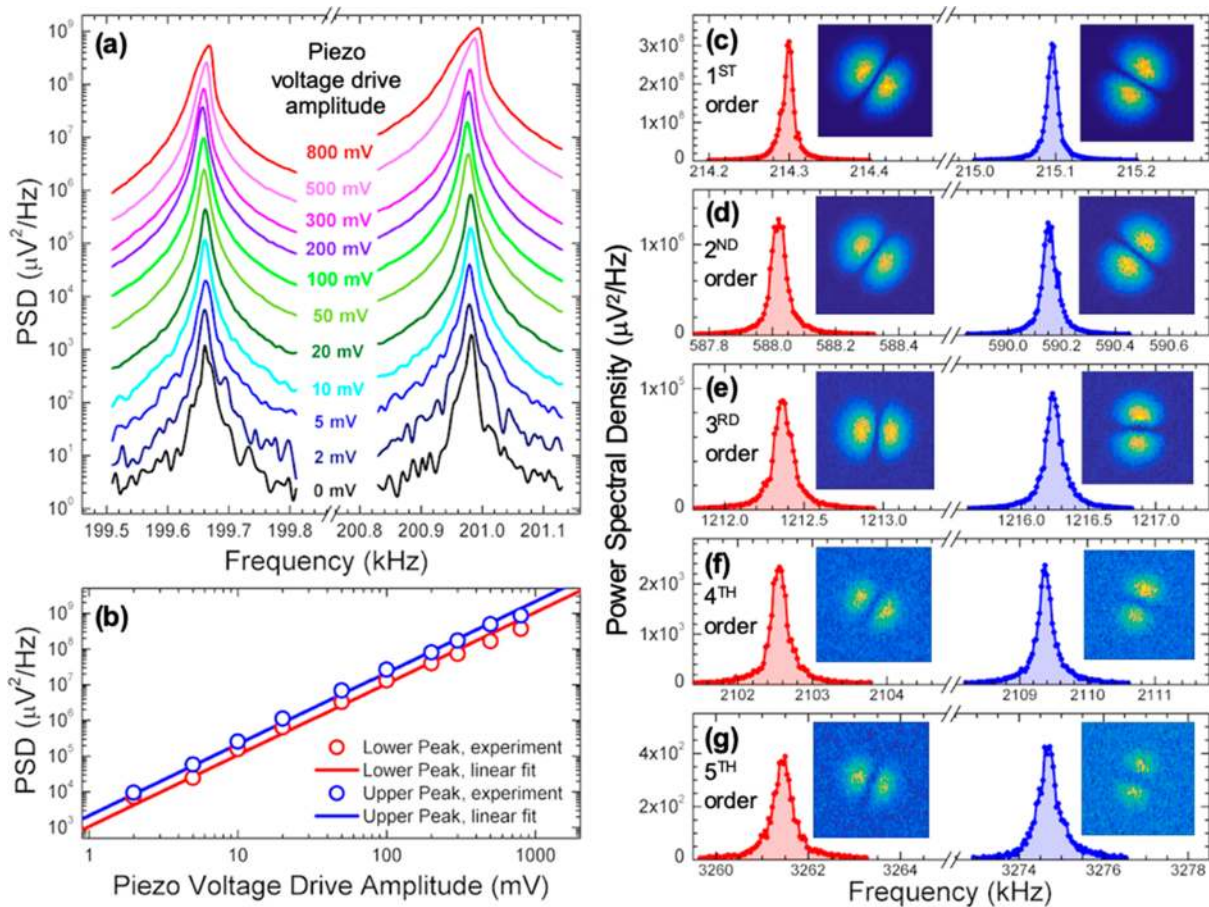 (a)
Piezo
voltage drive
amplitude
800 mV
500 mV
300 mV
200 mV
100 mV
50 mV
20 mV
10 mV
5 mV
2 mV
0 mV
PSD (μV²/Hz)
10⁹
10⁸
10⁷
10⁶
10⁵
10⁴
10³
10²
10¹
10⁰
199.5 199.6 199.7 199.8 200.8 200.9 201.0 201.1
Frequency (kHz)
(b)
PSD (μV²/Hz)
10⁹
10⁸
10⁷
10⁶
10⁵
10⁴
10³
Lower Peak, experiment
Lower Peak, linear fit
Upper Peak, experiment
Upper Peak, linear fit
1 10 100 1000
Piezo Voltage Drive Amplitude (mV)
Power Spectral Density (μV²/Hz)
(c)
1ST
order
3x10⁸
2x10⁸
1x10⁸
0
214.2 214.3 214.4 215.0 215.1 215.2
(d)
2ND
order
1x10⁶
0
587.8 588.0 588.2 588.4 590.0 590.2 590.4 590.6
(e)
3RD
order
1x10⁵
0
1212.0 1212.5 1213.0 1216.0 1216.5 1217.0
(f)
4TH
order
2x10³
1x10³
0
2102 2103 2104 2109 2110 2111
(g)
5TH
order
4x10²
2x10²
0
3260 3262 3264 3274 3276 3278
Frequency (kHz)